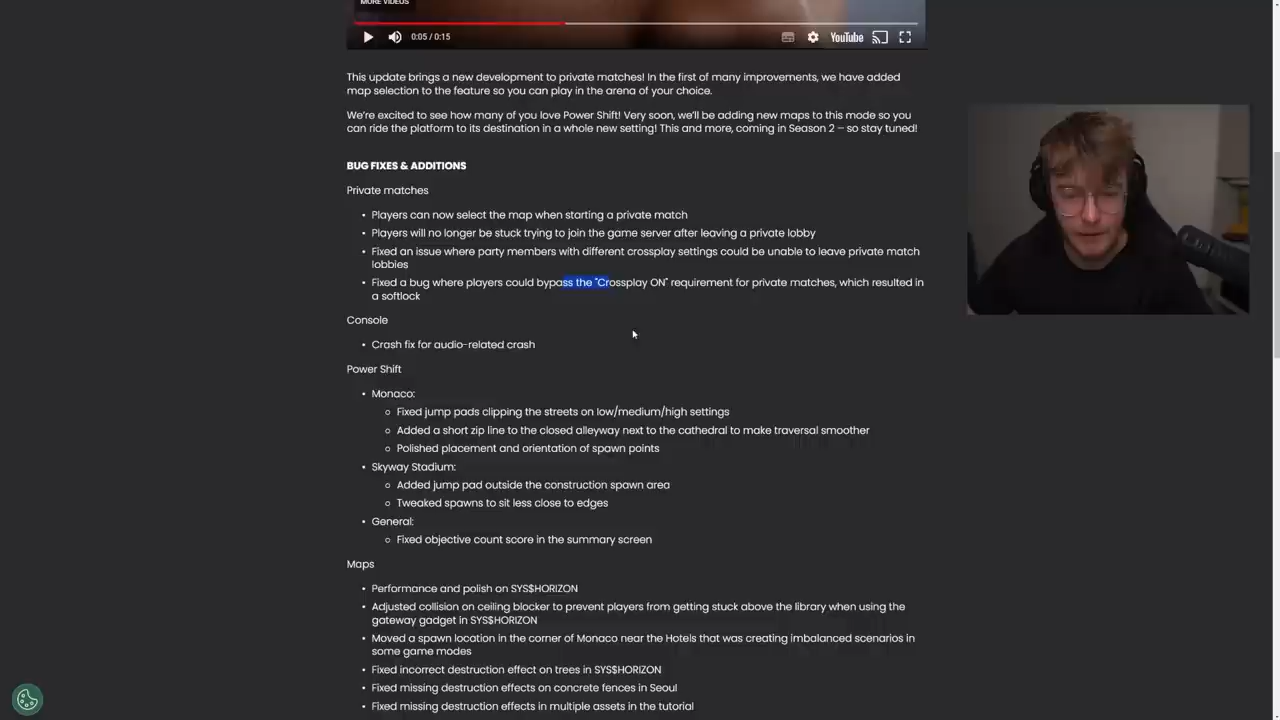 MORE VIDEOS
0:05 / 0:15
YouTube
This update brings a new development to private matches! In the first of many improvements, we have added
map selection to the feature so you can play in the arena of your choice.
We're excited to see how many of you love Power Shift! Very soon, we'll be adding new maps to this mode so you
can ride the platform to its destination in a whole new setting! This and more, coming in Season 2 – so stay tuned!
BUG FIXES & ADDITIONS
Private matches
• Players can now select the map when starting a private match
• Players will no longer be stuck trying to join the game server after leaving a private lobby
• Fixed an issue where party members with different crossplay settings could be unable to leave private match
lobbies
• Fixed a bug where players could bypass the "Crossplay ON" requirement for private matches, which resulted in
a softlock
Console
• Crash fix for audio-related crash
Power Shift
• Monaco:
○ Fixed jump pads clipping the streets on low/medium/high settings
○ Added a short zip line to the closed alleyway next to the cathedral to make traversal smoother
○ Polished placement and orientation of spawn points
• Skyway Stadium:
○ Added jump pad outside the construction spawn area
○ Tweaked spawns to sit less close to edges
• General:
○ Fixed objective count score in the summary screen
Maps
• Performance and polish on SYS$HORIZON
• Adjusted collision on ceiling blocker to prevent players from getting stuck above the library when using the
gateway gadget in SYS$HORIZON
• Moved a spawn location in the corner of Monaco near the Hotels that was creating imbalanced scenarios in
some game modes
• Fixed incorrect destruction effect on trees in SYS$HORIZON
• Fixed missing destruction effects on concrete fences in Seoul
• Fixed missing destruction effects in multiple assets in the tutorial